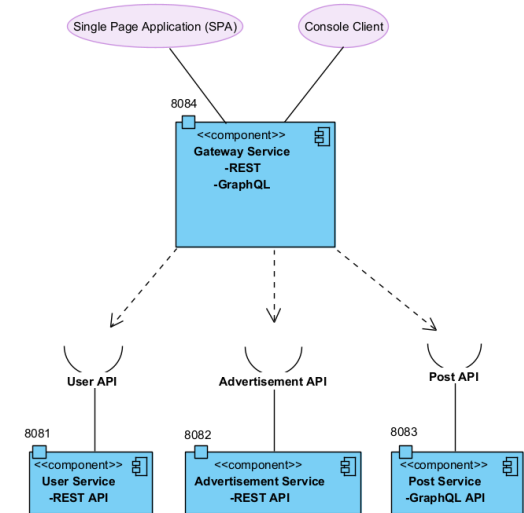 Single Page Application (SPA)
Console Client
8084
<<component>>
Gateway Service
-REST
-GraphQL
User API
Advertisement API
Post API
8081
<<component>>
User Service
-REST API
8082
<<component>>
Advertisement Service
-REST API
8083
<<component>>
Post Service
-GraphQL API